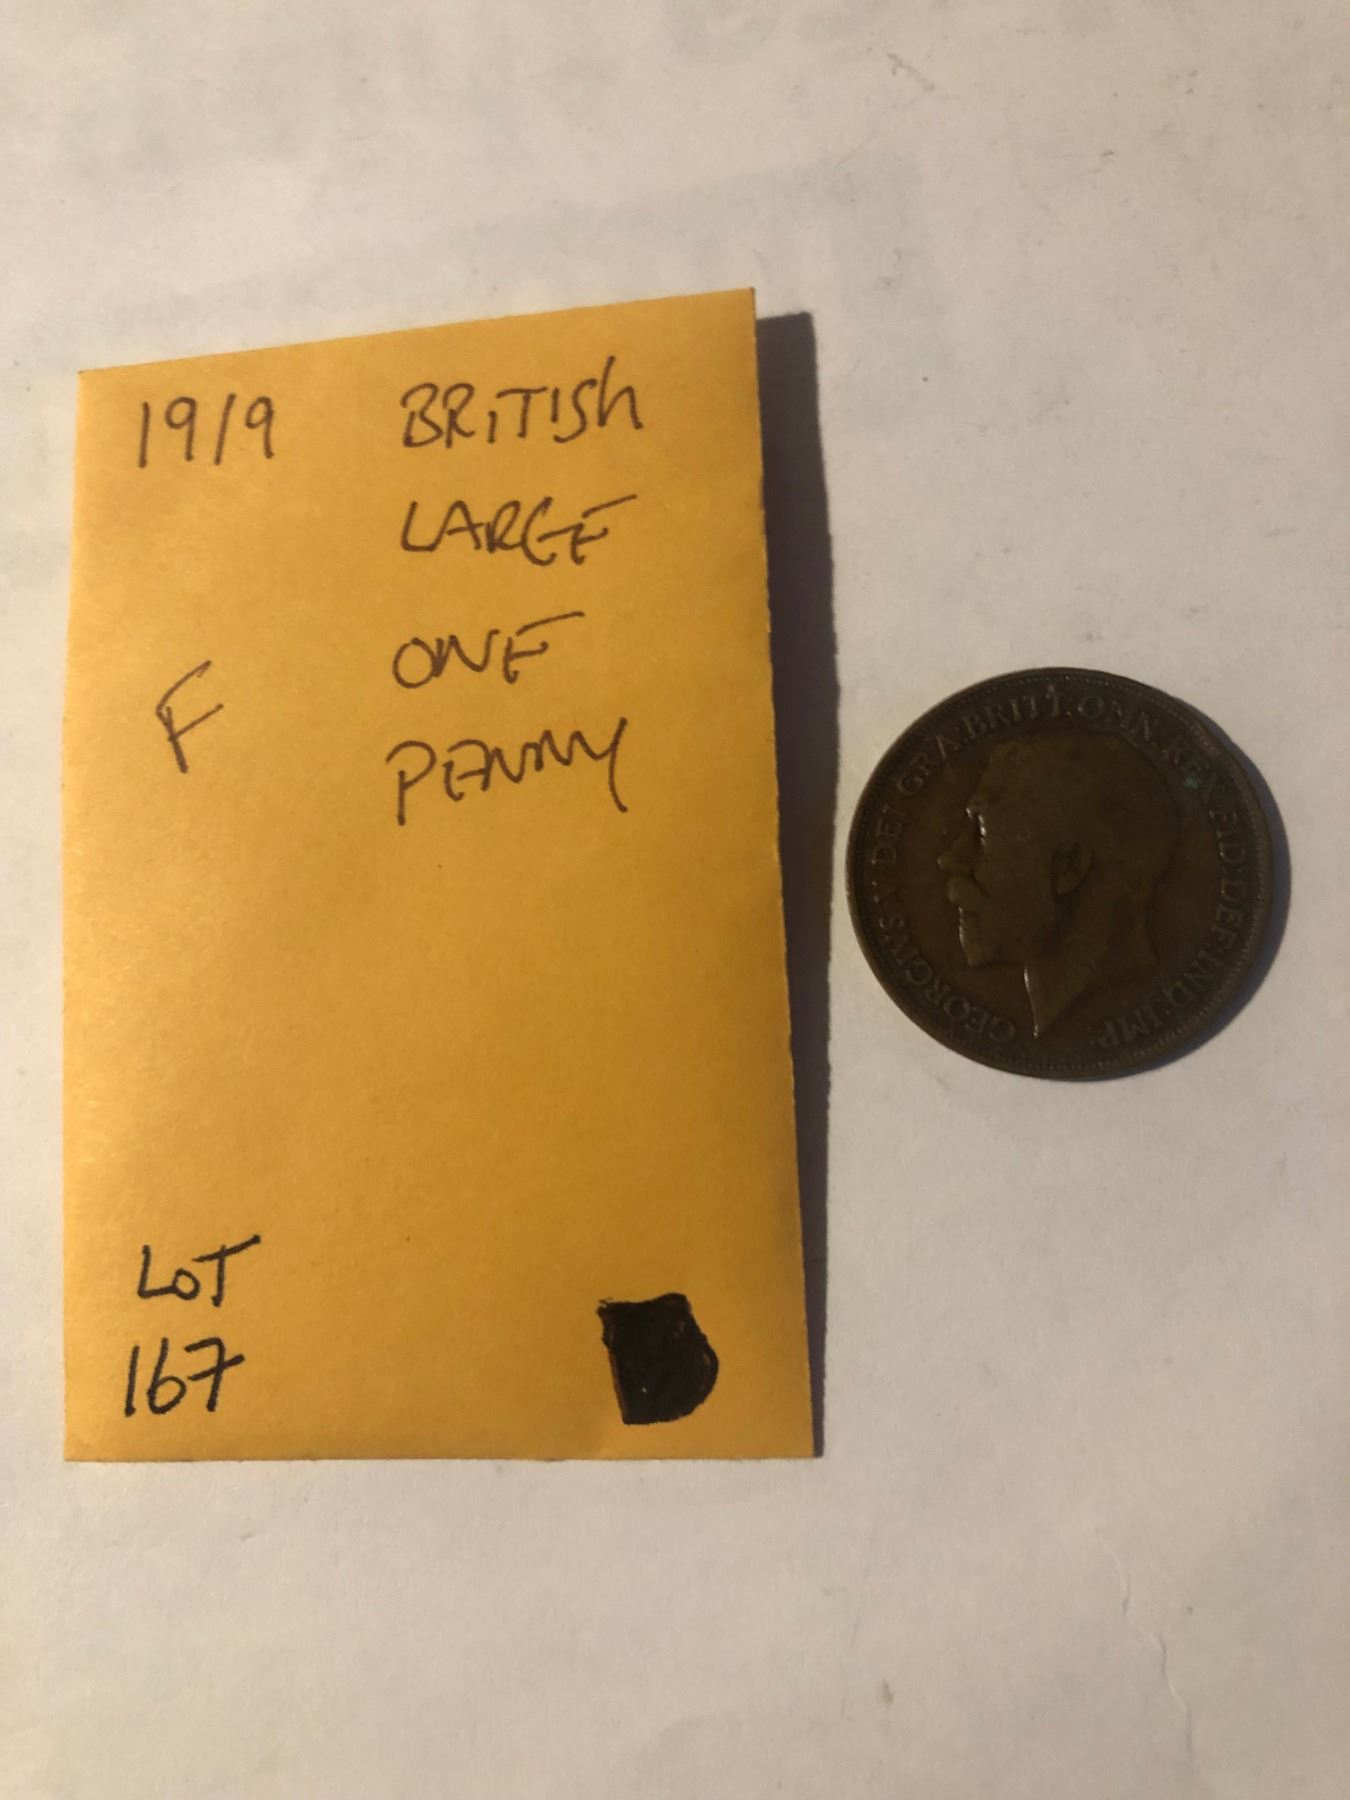 1919 BRITISH
LARGE
ONE
F
PENNY
LOT
167
GEORGIVS V DEI GRA: BRITT: OMN: REX FID: DEF: IND: IMP: